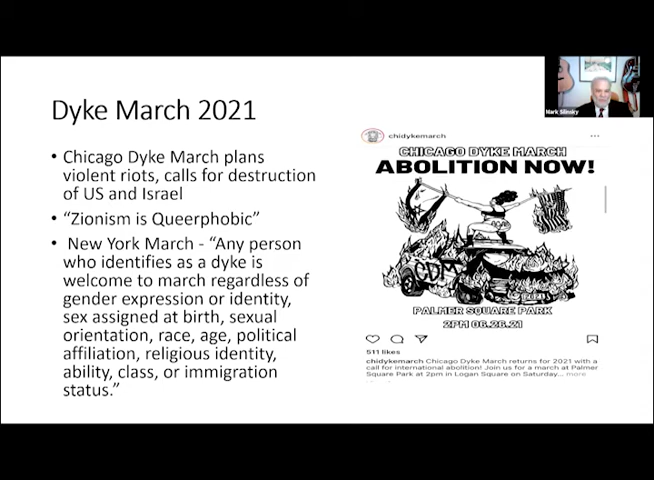 Mark Silinsky
Dyke March 2021
• Chicago Dyke March plans
violent riots, calls for destruction
of US and Israel
• “Zionism is Queerphobic”
• New York March - “Any person
who identifies as a dyke is
welcome to march regardless of
gender expression or identity,
sex assigned at birth, sexual
orientation, race, age, political
affiliation, religious identity,
ability, class, or immigration
status.”
chidykemarch
CHICAGO DYKE MARCH
ABOLITION NOW!
CDM
2021
PALMER SQUARE PARK
2PM 06.26.21
511 likes
chidykemarch Chicago Dyke March returns for 2021 with a
call for international abolition! Join us for a march at Palmer
Square Park at 2pm in Logan Square on Saturday... more